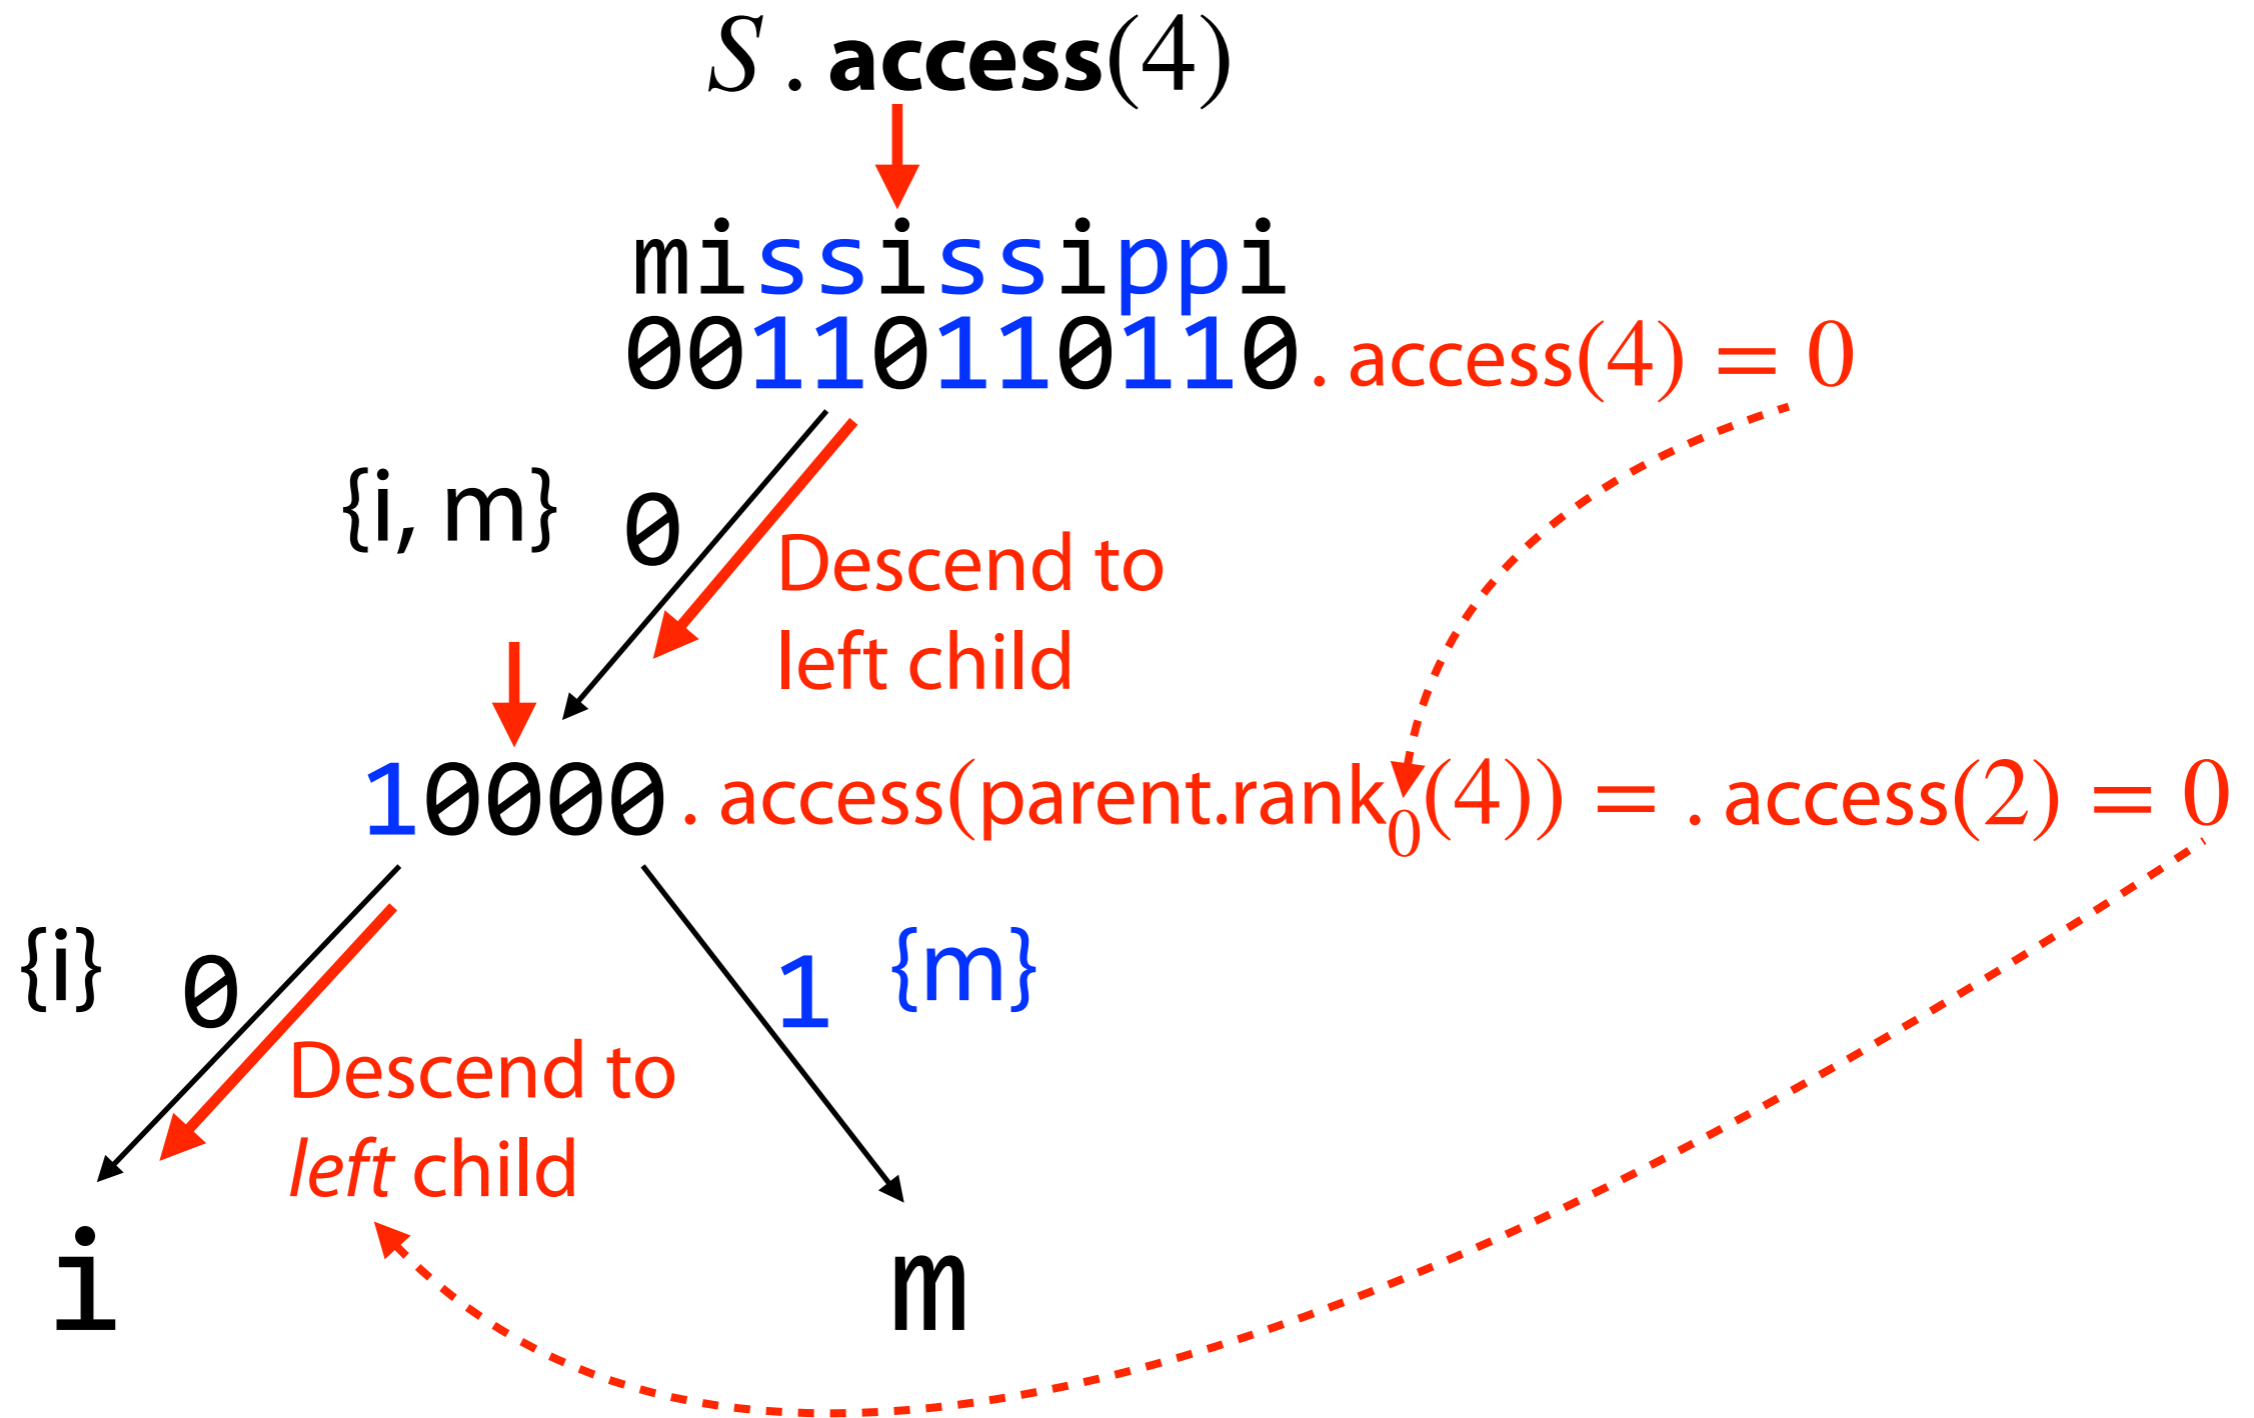 S . access(4)
mississippi
00110110110 . access(4) = 0
{i, m} 0
Descend to
left child
10000 . access(parent.rank₀(4)) = . access(2) = 0
{i} 0
1 {m}
Descend to
left child
i
m